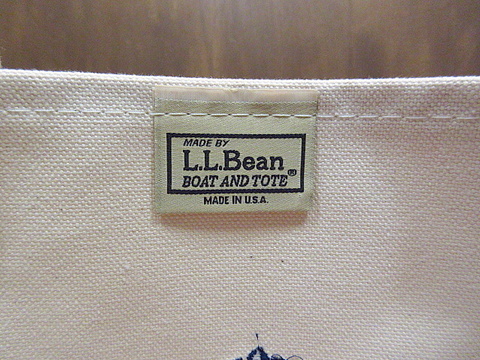 MADE BY
L.L.Bean
BOAT AND TOTE®
MADE IN U.S.A.